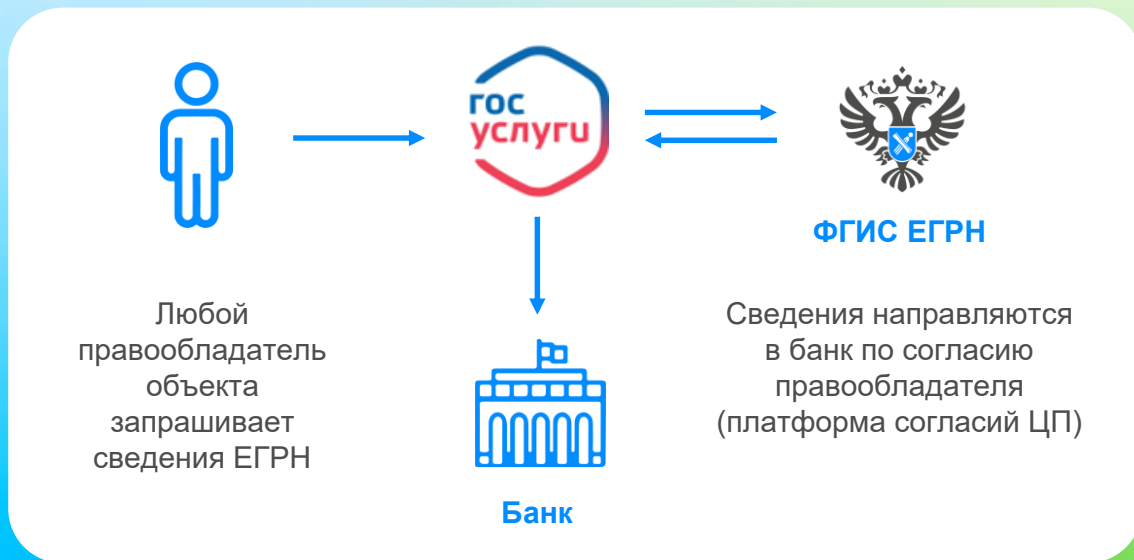 гос
услуги
ФГИС ЕГРН
Любой
правообладатель
объекта
запрашивает
сведения ЕГРН
Сведения направляются
в банк по согласию
правообладателя
(платформа согласий ЦП)
Банк